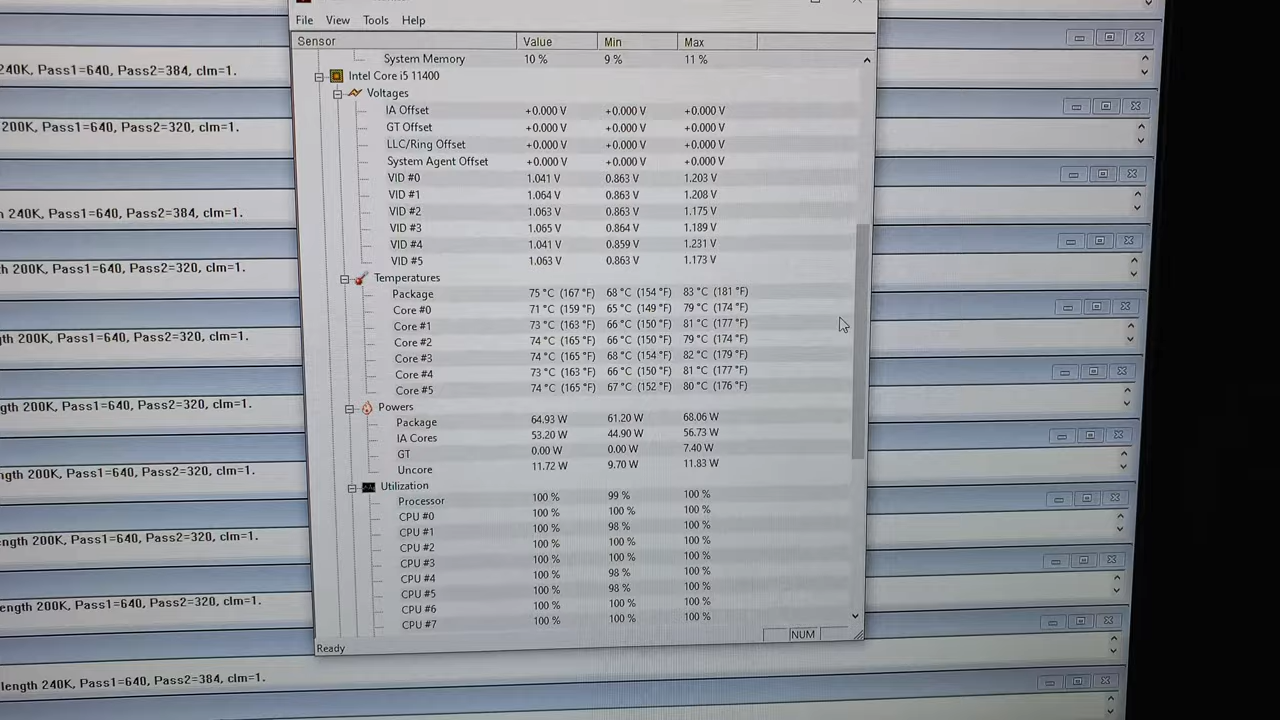 File View Tools Help
Sensor Value Min Max
System Memory 10 % 9 % 11 %
Intel Core i5 11400
Voltages
IA Offset +0.000 V +0.000 V +0.000 V
GT Offset +0.000 V +0.000 V +0.000 V
LLC/Ring Offset +0.000 V +0.000 V +0.000 V
System Agent Offset +0.000 V +0.000 V +0.000 V
VID #0 1.041 V 0.863 V 1.203 V
VID #1 1.064 V 0.863 V 1.208 V
VID #2 1.063 V 0.863 V 1.175 V
VID #3 1.065 V 0.864 V 1.189 V
VID #4 1.041 V 0.859 V 1.231 V
VID #5 1.063 V 0.863 V 1.173 V
Temperatures
Package 75 °C (167 °F) 68 °C (154 °F) 83 °C (181 °F)
Core #0 71 °C (159 °F) 65 °C (149 °F) 79 °C (174 °F)
Core #1 73 °C (163 °F) 66 °C (150 °F) 81 °C (177 °F)
Core #2 74 °C (165 °F) 66 °C (150 °F) 79 °C (174 °F)
Core #3 74 °C (165 °F) 68 °C (154 °F) 82 °C (179 °F)
Core #4 73 °C (163 °F) 66 °C (150 °F) 81 °C (177 °F)
Core #5 74 °C (165 °F) 67 °C (152 °F) 80 °C (176 °F)
Powers
Package 64.93 W 61.20 W 68.06 W
IA Cores 53.20 W 44.90 W 56.73 W
GT 0.00 W 0.00 W 7.40 W
Uncore 11.72 W 9.70 W 11.83 W
Utilization
Processor 100 % 99 % 100 %
CPU #0 100 % 100 % 100 %
CPU #1 100 % 98 % 100 %
CPU #2 100 % 100 % 100 %
CPU #3 100 % 100 % 100 %
CPU #4 100 % 98 % 100 %
CPU #5 100 % 98 % 100 %
CPU #6 100 % 100 % 100 %
CPU #7 100 % 100 % 100 %
NUM
Ready
240K, Pass1=640, Pass2=384, clm=1.
200K, Pass1=640, Pass2=320, clm=1.
240K, Pass1=640, Pass2=384, clm=1.
th 200K, Pass1=640, Pass2=320, clm=1.
th 200K, Pass1=640, Pass2=320, clm=1.
gth 200K, Pass1=640, Pass2=320, clm=1.
gth 200K, Pass1=640, Pass2=320, clm=1.
ength 200K, Pass1=640, Pass2=320, clm=1.
ength 200K, Pass1=640, Pass2=320, clm=1.
length 240K, Pass1=640, Pass2=384, clm=1.